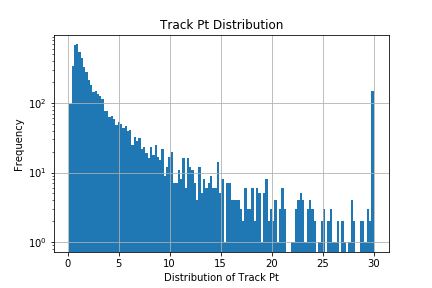 Track Pt Distribution
Frequency
10²
10¹
10⁰
0 5 10 15 20 25 30
Distribution of Track Pt